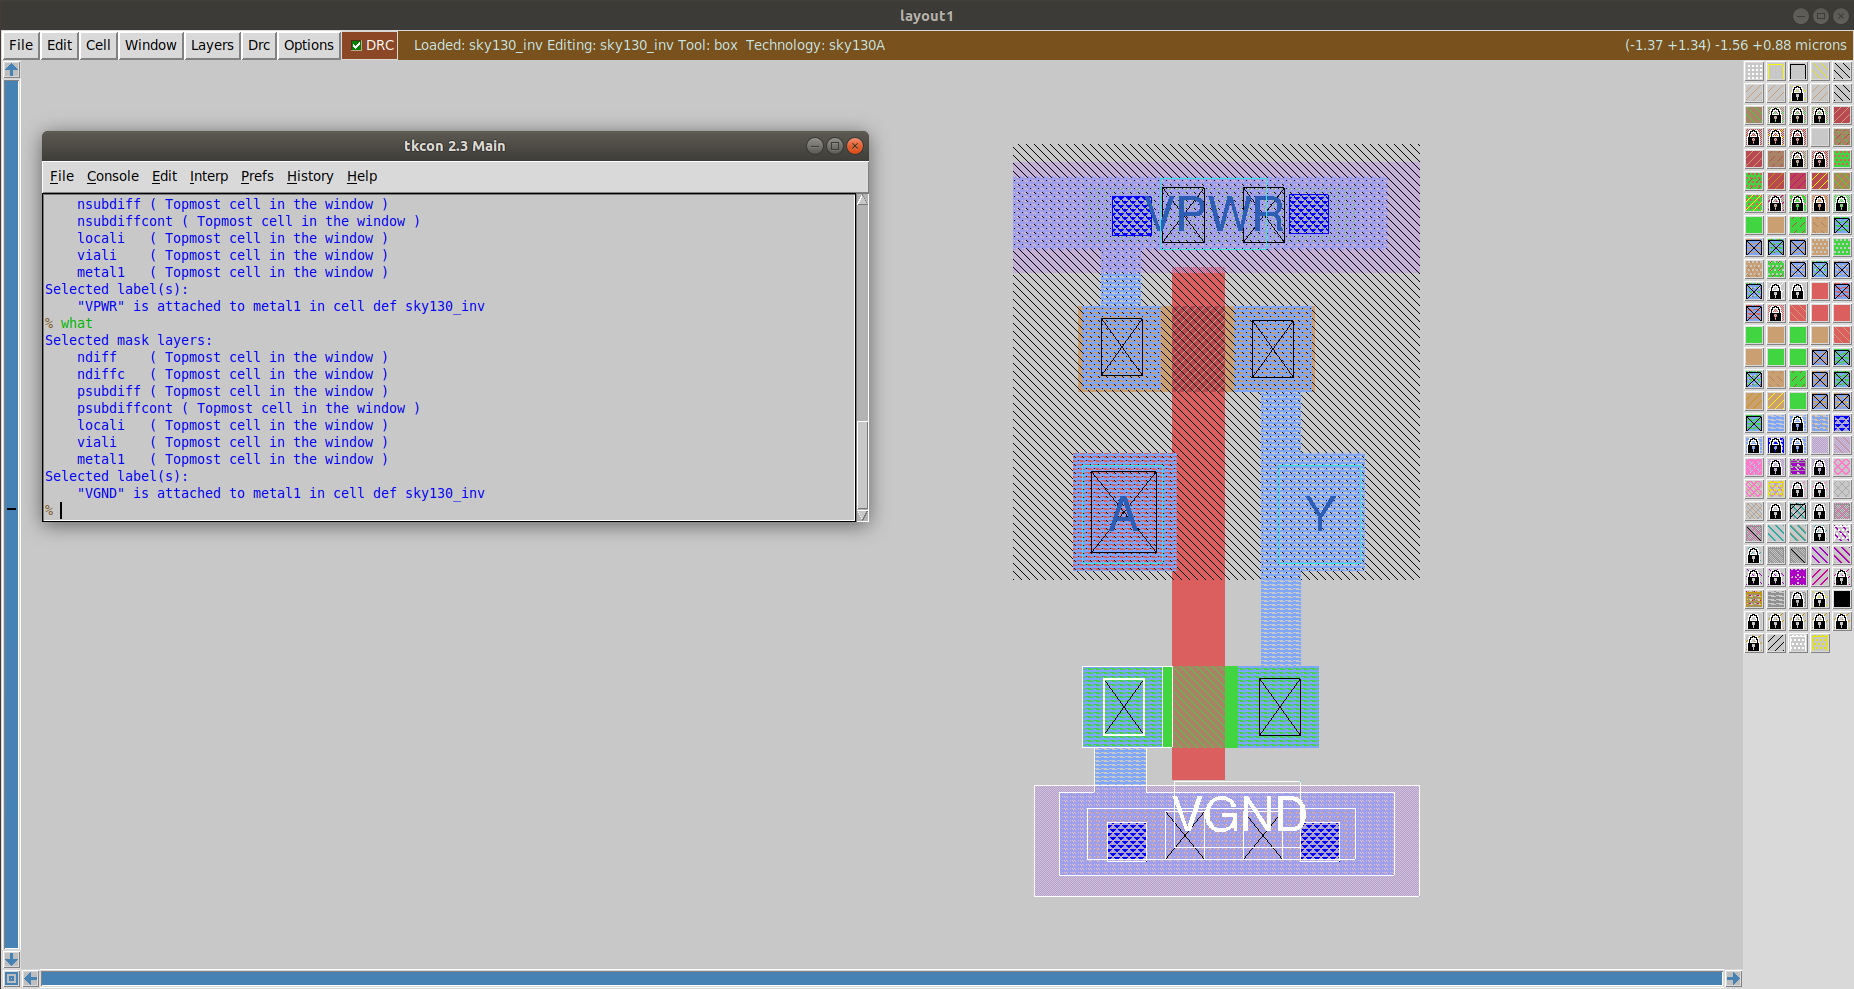 layout1
File Edit Cell Window Layers Drc Options DRC Loaded: sky130_inv Editing: sky130_inv Tool: box Technology: sky130A (-1.37 +1.34) -1.56 +0.88 microns
tkcon 2.3 Main
File Console Edit Interp Prefs History Help
nsubdiff ( Topmost cell in the window )
nsubdiffcont ( Topmost cell in the window )
locali ( Topmost cell in the window )
viali ( Topmost cell in the window )
metal1 ( Topmost cell in the window )
Selected label(s):
"VPWR" is attached to metal1 in cell def sky130_inv
% what
Selected mask layers:
ndiff ( Topmost cell in the window )
ndiffc ( Topmost cell in the window )
psubdiff ( Topmost cell in the window )
psubdiffcont ( Topmost cell in the window )
locali ( Topmost cell in the window )
viali ( Topmost cell in the window )
metal1 ( Topmost cell in the window )
Selected label(s):
"VGND" is attached to metal1 in cell def sky130_inv
%
VPWR
A
Y
VGND